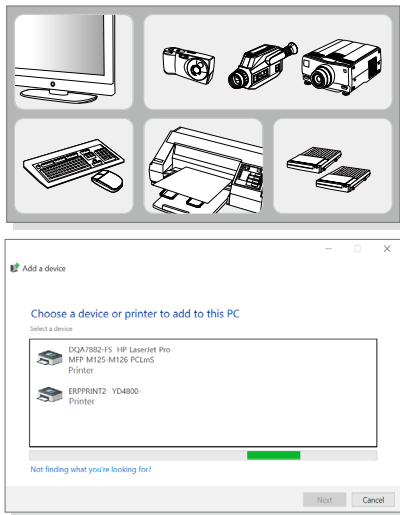 Add a device
Choose a device or printer to add to this PC
Select a device
DQA7882-FS HP LaserJet Pro
MFP M125-M126 PCLmS
Printer
ERPPRINT2 YD4800-
Printer
Not finding what you're looking for?
Next Cancel